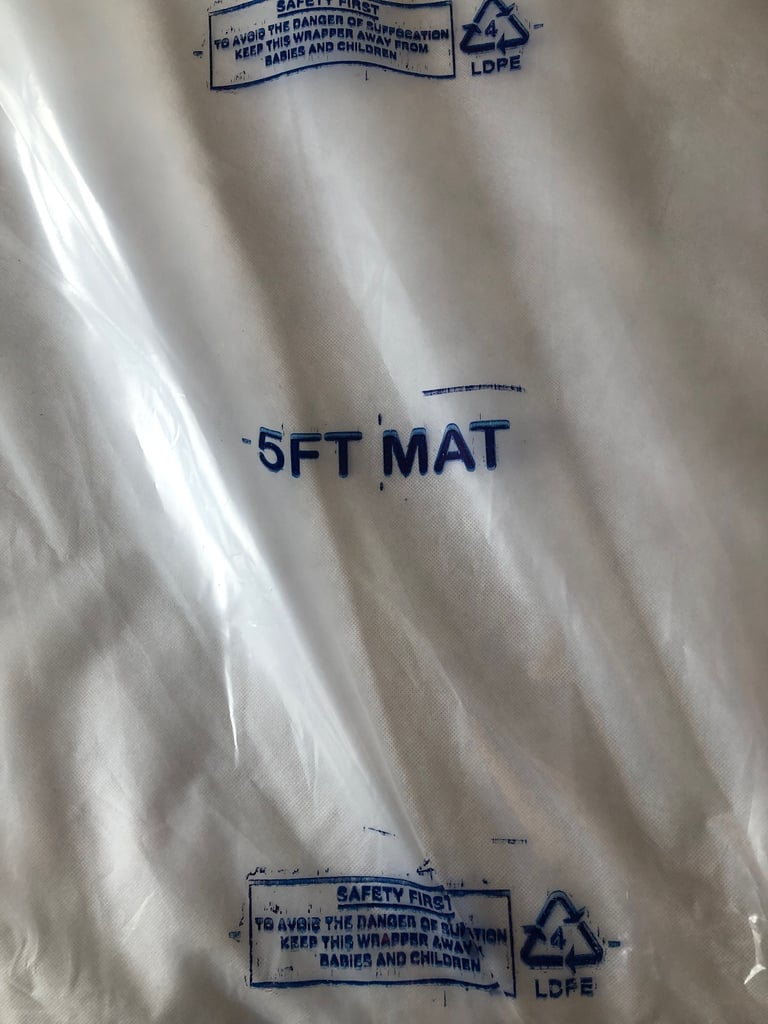 SAFETY FIRST
TO AVOID THE DANGER OF SUFFOCATION
KEEP THIS WRAPPER AWAY FROM
BABIES AND CHILDREN
4
LDPE
5FT MAT
SAFETY FIRST
TO AVOID THE DANGER OF
KEEP THIS WRAPPER AWAY
BABIES AND CHILDREN
4
LDPE